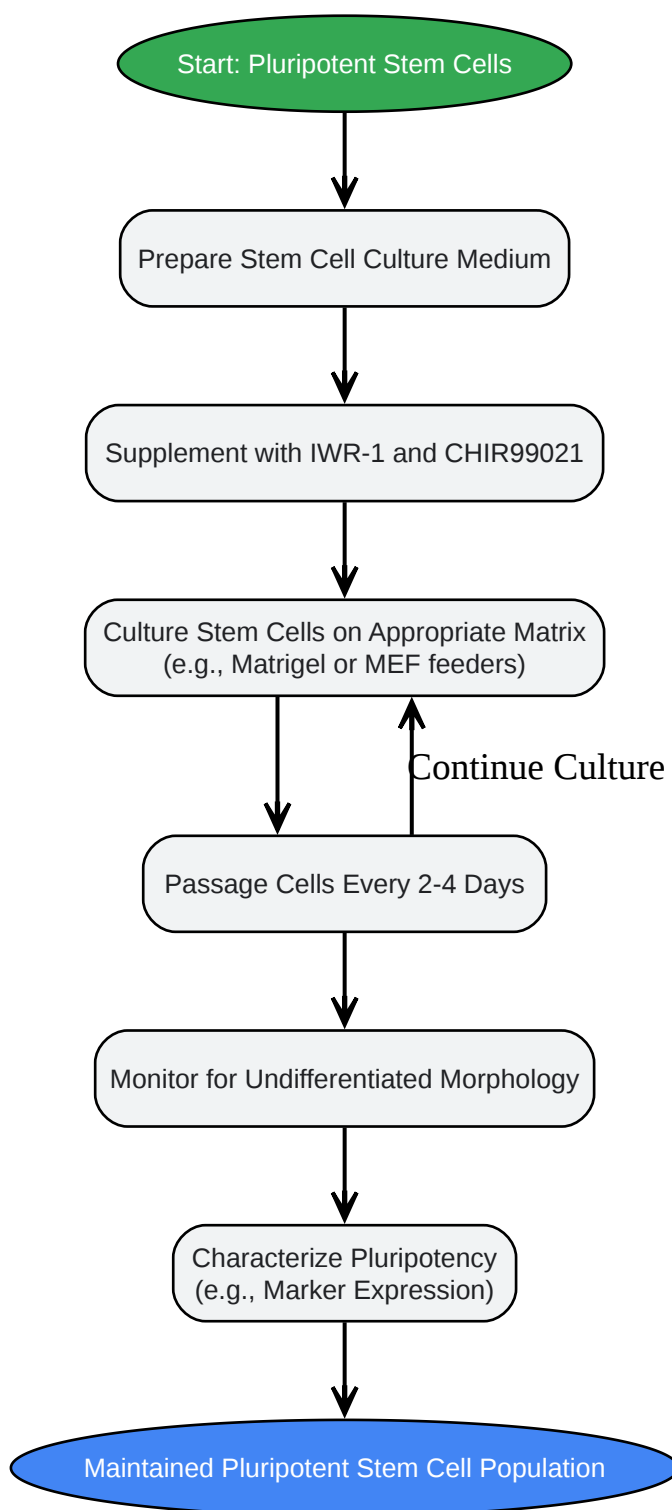 Start: Pluripotent Stem Cells
Prepare Stem Cell Culture Medium
Supplement with IWR-1 and CHIR99021
Culture Stem Cells on Appropriate Matrix
(e.g., Matrigel or MEF feeders)
Continue Culture
Passage Cells Every 2-4 Days
Monitor for Undifferentiated Morphology
Characterize Pluripotency
(e.g., Marker Expression)
Maintained Pluripotent Stem Cell Population